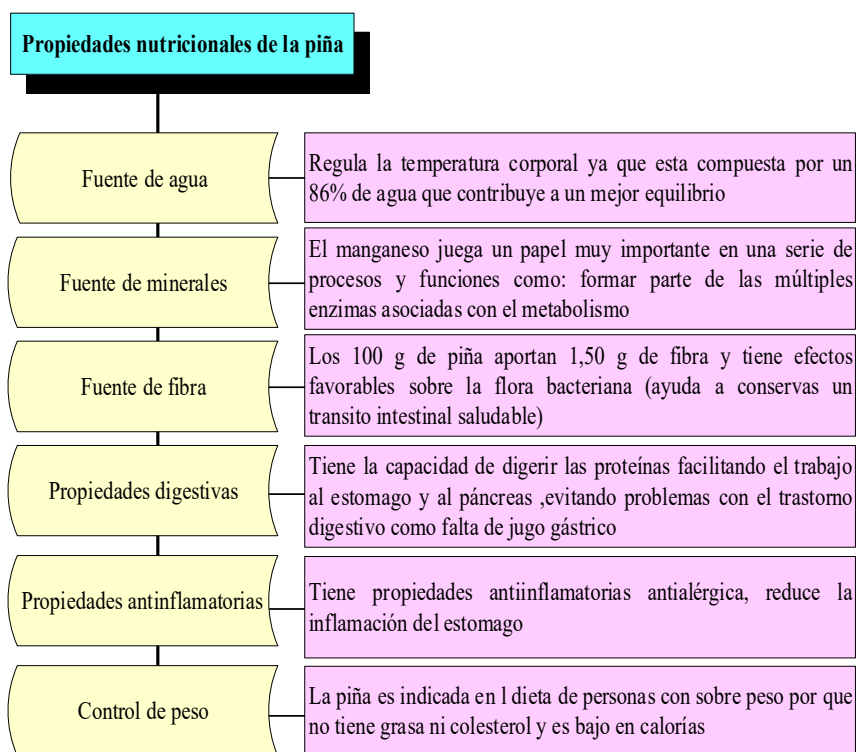 Propiedades nutricionales de la piña
Fuente de agua
Regula la temperatura corporal ya que esta compuesta por un
86% de agua que contribuye a un mejor equilibrio
Fuente de minerales
El manganeso juega un papel muy importante en una serie de
procesos y funciones como: formar parte de las múltiples
enzimas asociadas con el metabolismo
Fuente de fibra
Los 100 g de piña aportan 1,50 g de fibra y tiene efectos
favorables sobre la flora bacteriana (ayuda a conservas un
transito intestinal saludable)
Propiedades digestivas
Tiene la capacidad de digerir las proteínas facilitando el trabajo
al estomago y al páncreas ,evitando problemas con el trastorno
digestivo como falta de jugo gástrico
Propiedades antinflamatorias
Tiene propiedades antiinflamatorias antialérgica, reduce la
inflamación del estomago
Control de peso
La piña es indicada en l dieta de personas con sobre peso por que
no tiene grasa ni colesterol y es bajo en calorías